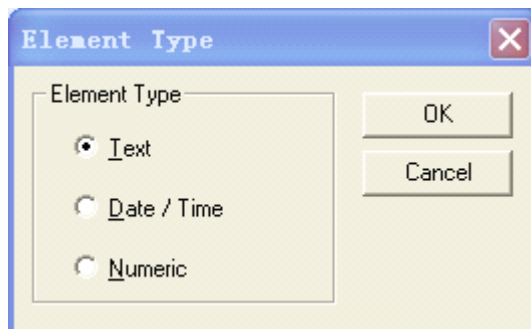 Element Type
Element Type
Text
Date / Time
Numeric
OK
Cancel